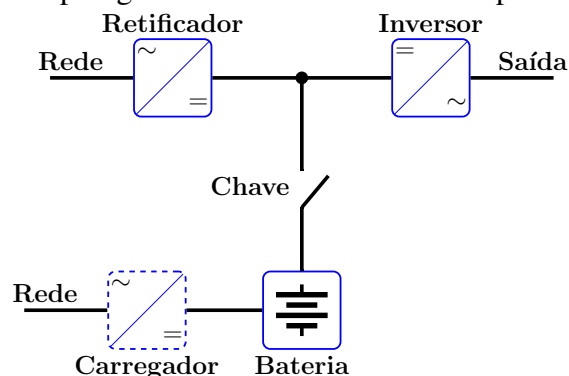 Retificador
Inversor
Rede
Saída
∼
=
=
∼
Chave
Rede
∼
=
Carregador
Bateria